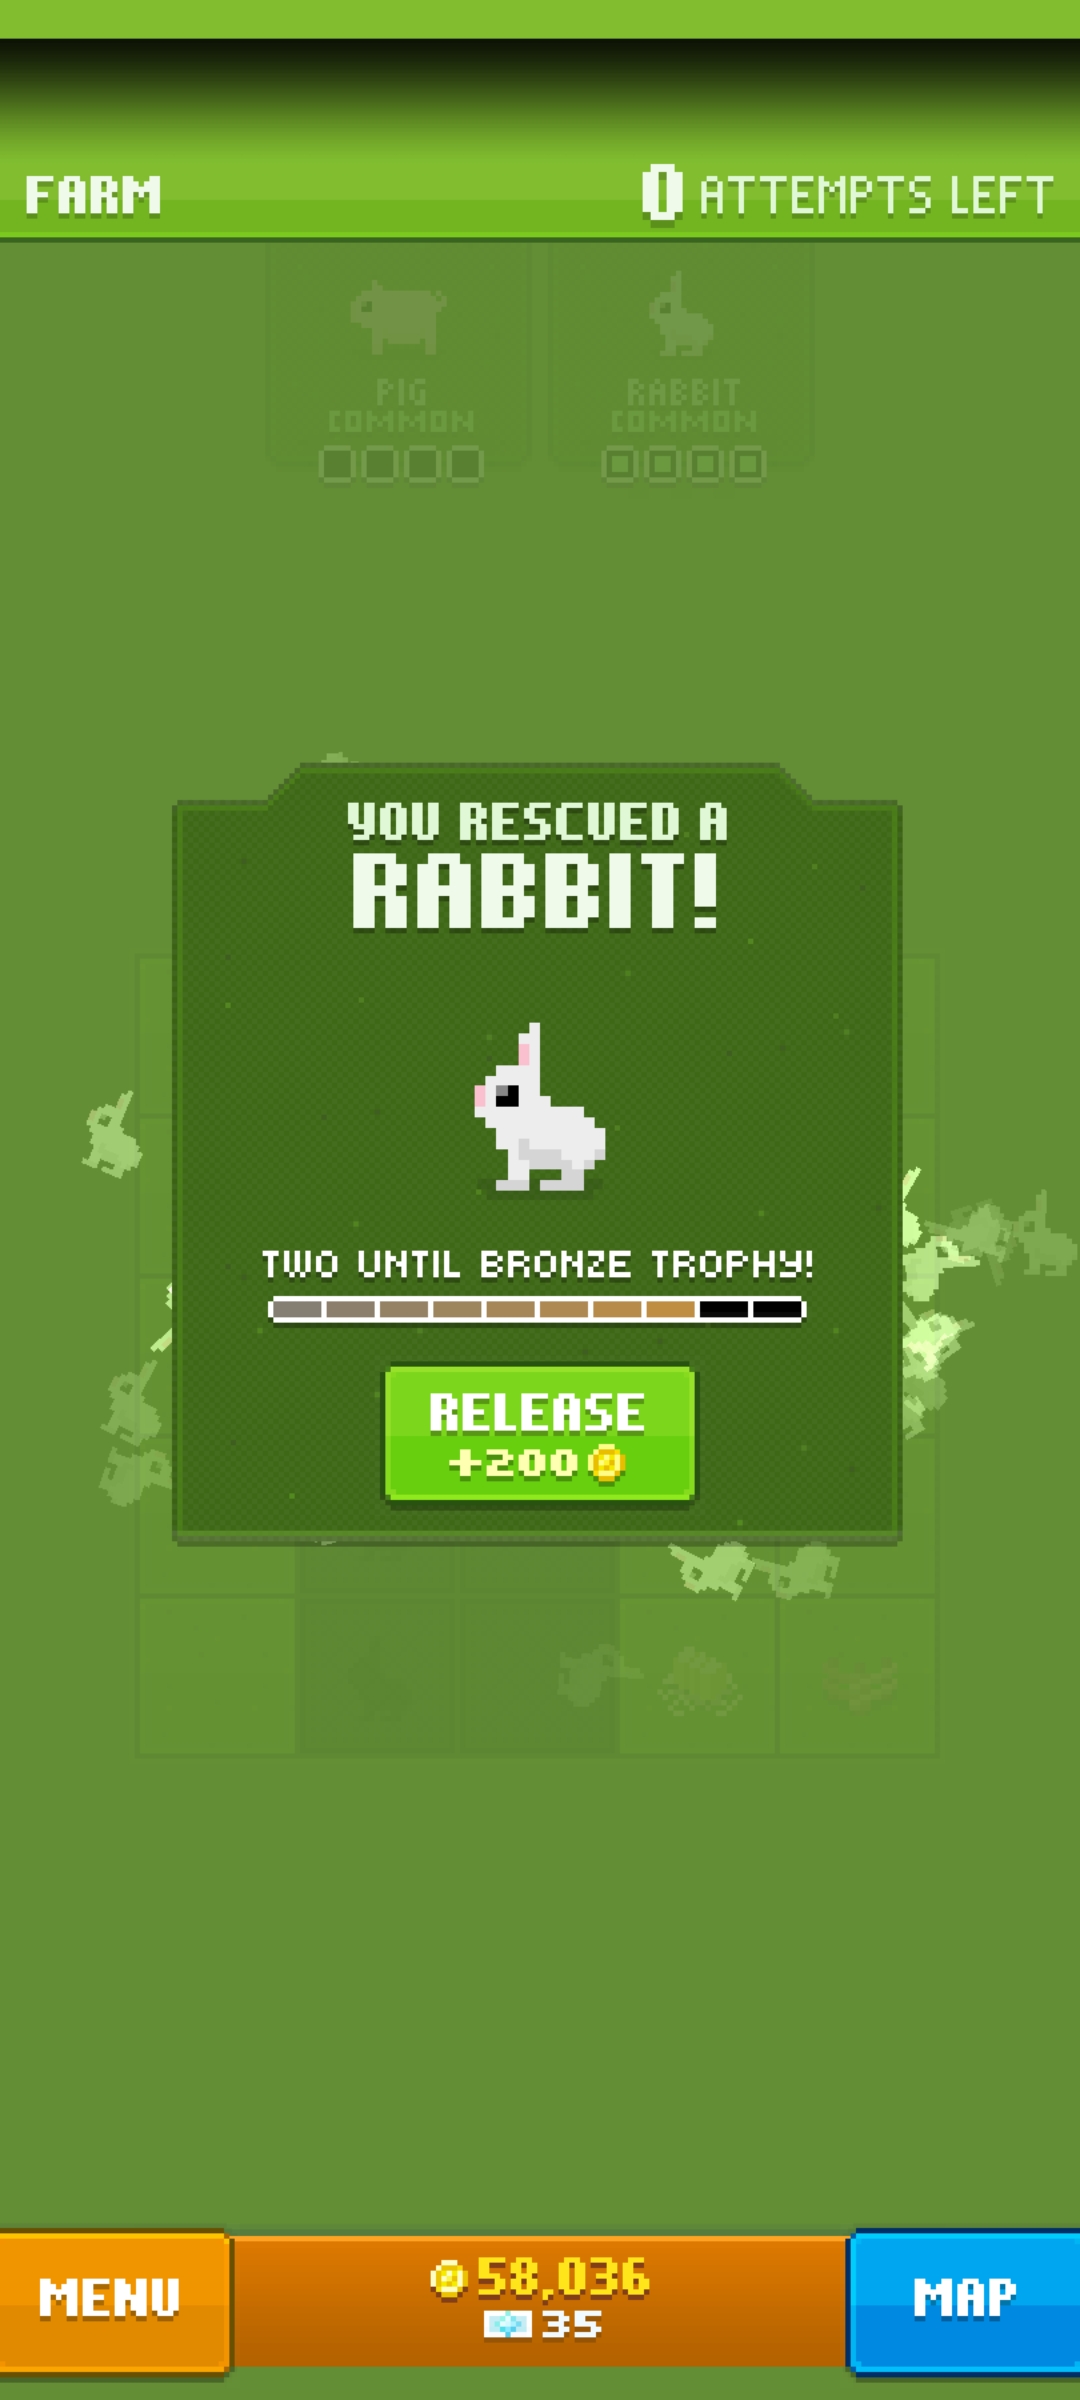 FARM
0 ATTEMPTS LEFT
PIG
COMMON
RABBIT
COMMON
YOU RESCUED A
RABBIT!
TWO UNTIL BRONZE TROPHY!
RELEASE
+200
MENU
58,036
35
MAP